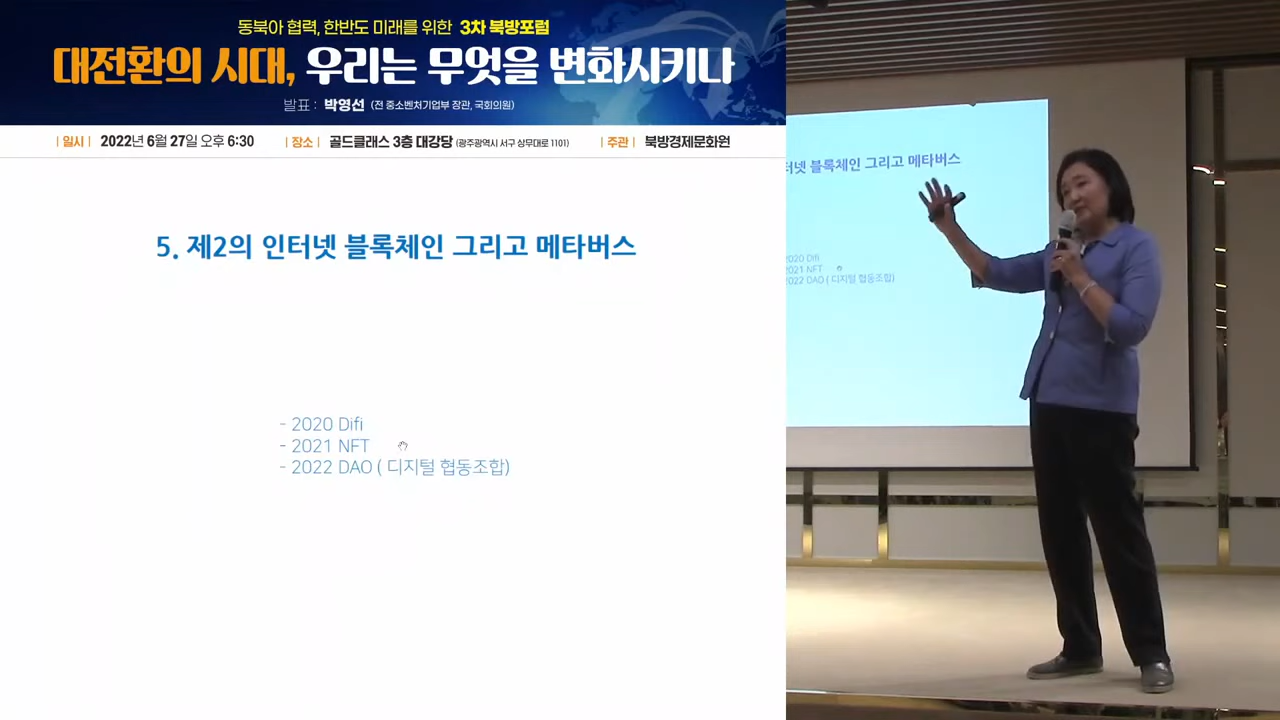 동북아 협력, 한반도 미래를 위한 3차 북방포럼
대전환의 시대, 우리는 무엇을 변화시키나
발표 : 박영선 (전 중소벤처기업부 장관, 국회의원)
| 일시 | 2022년 6월 27일 오후 6:30 | 장소 | 골드클래스 3층 대강당 (광주광역시 서구 상무대로 1101) | 주관 | 북방경제문화원
5. 제2의 인터넷 블록체인 그리고 메타버스
- 2020 Difi
- 2021 NFT
- 2022 DAO ( 디지털 협동조합)
터넷 블록체인 그리고 메타버스
2020 Difi
2021 NFT
2022 DAO ( 디지털 협동조합)